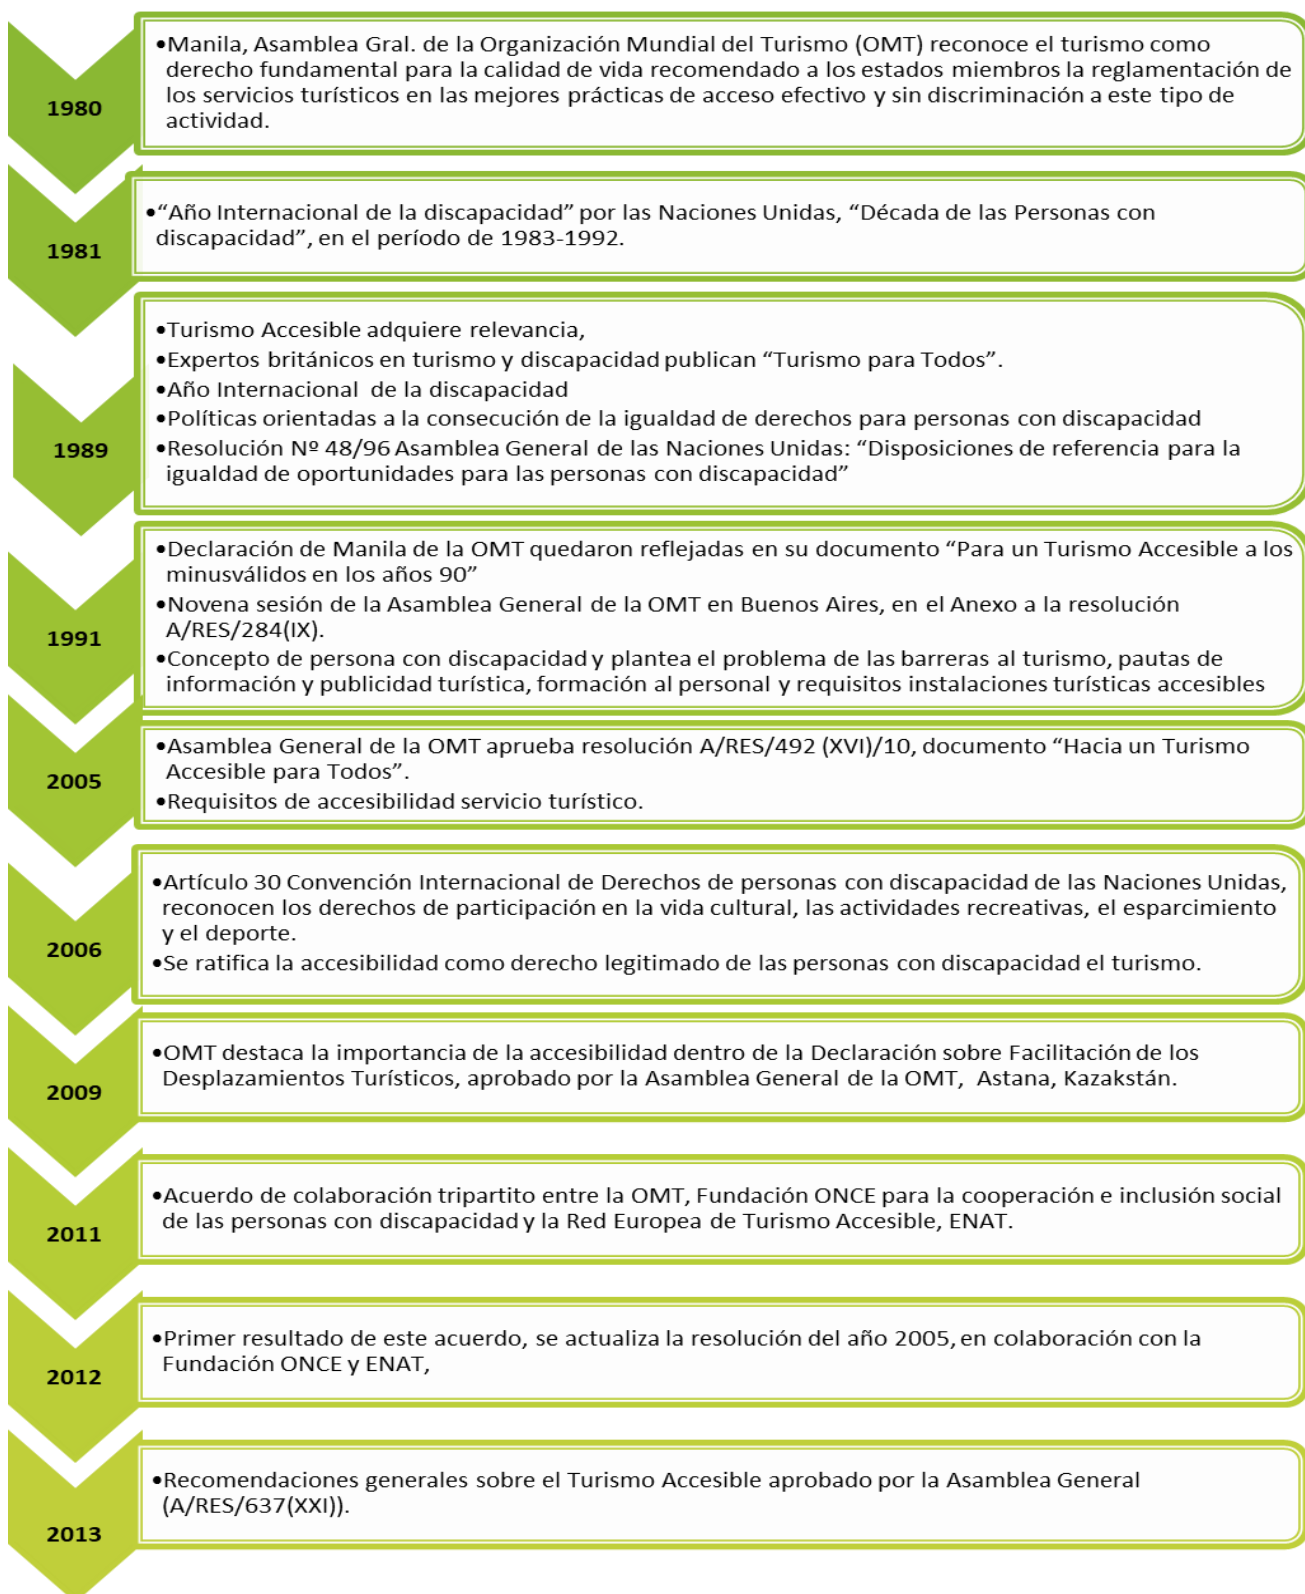 1980
•Manila, Asamblea Gral. de la Organización Mundial del Turismo (OMT) reconoce el turismo como
derecho fundamental para la calidad de vida recomendado a los estados miembros la reglamentación de
los servicios turísticos en las mejores prácticas de acceso efectivo y sin discriminación a este tipo de
actividad.
1981
•“Año Internacional de la discapacidad” por las Naciones Unidas, “Década de las Personas con
discapacidad”, en el período de 1983-1992.
1989
•Turismo Accesible adquiere relevancia,
•Expertos británicos en turismo y discapacidad publican “Turismo para Todos”.
•Año Internacional de la discapacidad
•Políticas orientadas a la consecución de la igualdad de derechos para personas con discapacidad
•Resolución Nº 48/96 Asamblea General de las Naciones Unidas: “Disposiciones de referencia para la
igualdad de oportunidades para las personas con discapacidad”
1991
•Declaración de Manila de la OMT quedaron reflejadas en su documento “Para un Turismo Accesible a los
minusválidos en los años 90”
•Novena sesión de la Asamblea General de la OMT en Buenos Aires, en el Anexo a la resolución
A/RES/284(IX).
•Concepto de persona con discapacidad y plantea el problema de las barreras al turismo, pautas de
información y publicidad turística, formación al personal y requisitos instalaciones turísticas accesibles
2005
•Asamblea General de la OMT aprueba resolución A/RES/492 (XVI)/10, documento “Hacia un Turismo
Accesible para Todos”.
•Requisitos de accesibilidad servicio turístico.
2006
•Artículo 30 Convención Internacional de Derechos de personas con discapacidad de las Naciones Unidas,
reconocen los derechos de participación en la vida cultural, las actividades recreativas, el esparcimiento
y el deporte.
•Se ratifica la accesibilidad como derecho legitimado de las personas con discapacidad el turismo.
2009
•OMT destaca la importancia de la accesibilidad dentro de la Declaración sobre Facilitación de los
Desplazamientos Turísticos, aprobado por la Asamblea General de la OMT, Astana, Kazakstán.
2011
•Acuerdo de colaboración tripartito entre la OMT, Fundación ONCE para la cooperación e inclusión social
de las personas con discapacidad y la Red Europea de Turismo Accesible, ENAT.
2012
•Primer resultado de este acuerdo, se actualiza la resolución del año 2005, en colaboración con la
Fundación ONCE y ENAT,
2013
•Recomendaciones generales sobre el Turismo Accesible aprobado por la Asamblea General
(A/RES/637(XXI)).